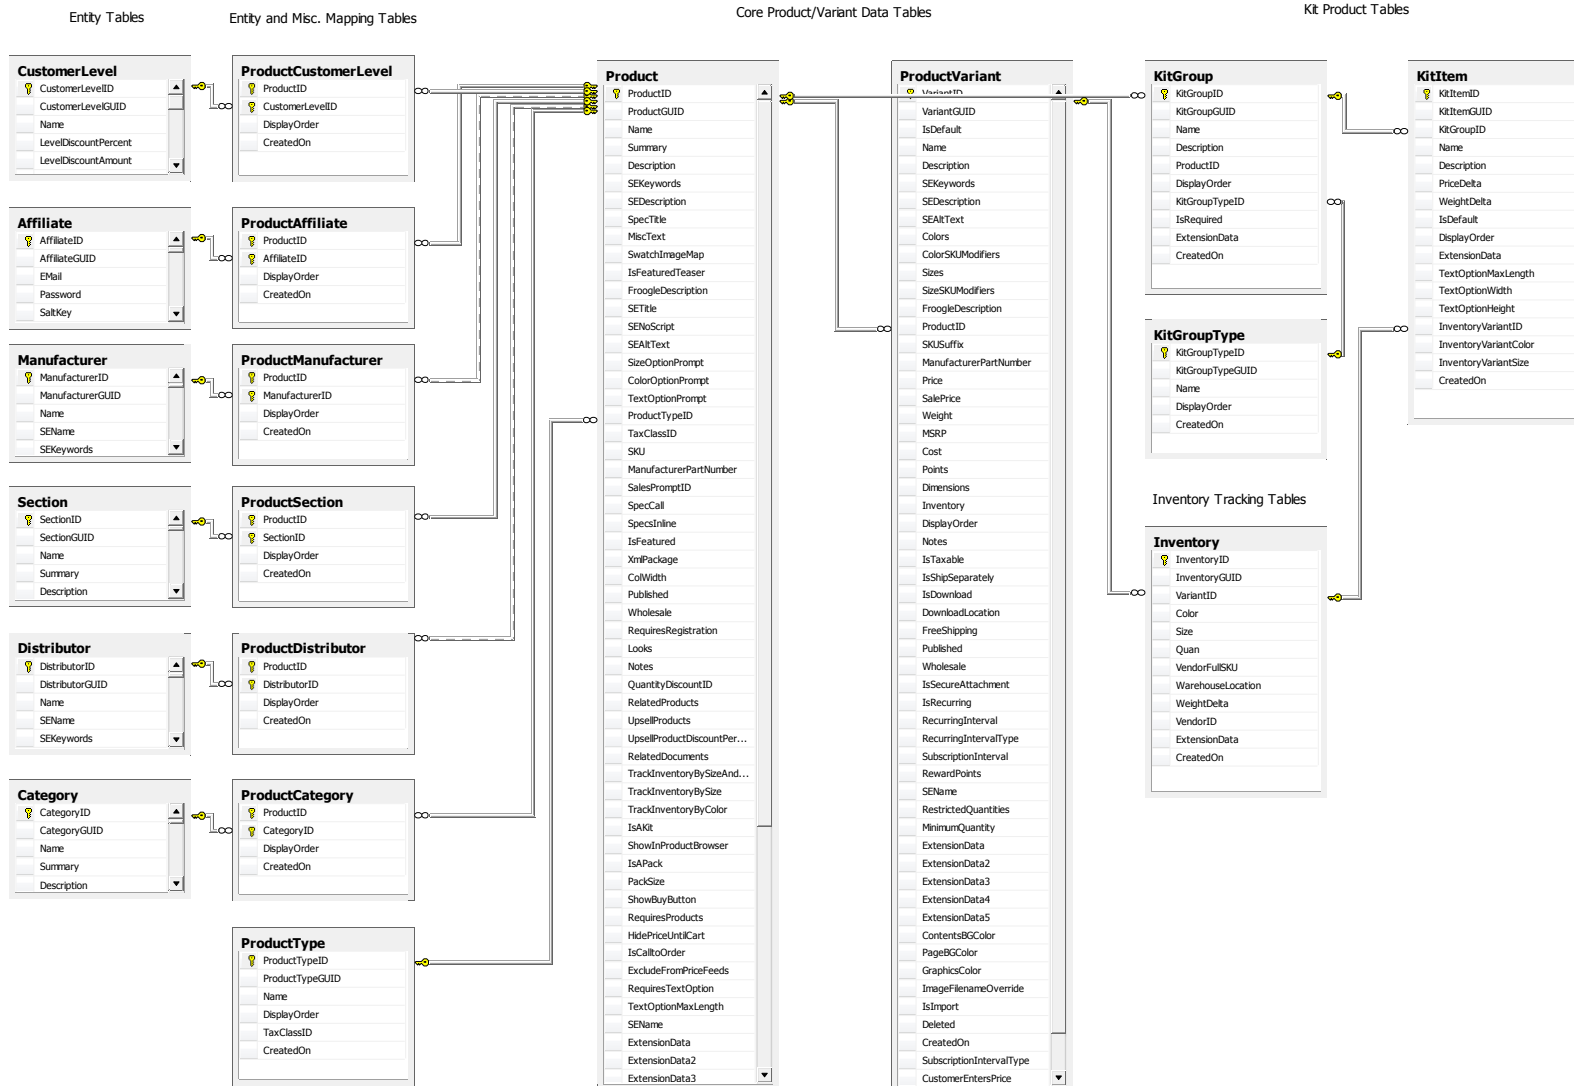 Entity Tables
Entity and Misc. Mapping Tables
Core Product/Variant Data Tables
Kit Product Tables
CustomerLevel
CustomerLevelID
CustomerLevelGUID
Name
LevelDiscountPercent
LevelDiscountAmount
Affiliate
AffiliateID
AffiliateGUID
EMail
Password
SaltKey
Manufacturer
ManufacturerID
ManufacturerGUID
Name
SEName
SEKeywords
Section
SectionID
SectionGUID
Name
Summary
Description
Distributor
DistributorID
DistributorGUID
Name
SEName
SEKeywords
Category
CategoryID
CategoryGUID
Name
Summary
Description
ProductCustomerLevel
ProductID
CustomerLevelID
DisplayOrder
CreatedOn
ProductAffiliate
ProductID
AffiliateID
DisplayOrder
CreatedOn
ProductManufacturer
ProductID
ManufacturerID
DisplayOrder
CreatedOn
ProductSection
ProductID
SectionID
DisplayOrder
CreatedOn
ProductDistributor
ProductID
DistributorID
DisplayOrder
CreatedOn
ProductCategory
ProductID
CategoryID
DisplayOrder
CreatedOn
ProductType
ProductTypeID
ProductTypeGUID
Name
DisplayOrder
TaxClassID
CreatedOn
Product
ProductID
ProductGUID
Name
Summary
Description
SEKeywords
SEDescription
SpecTitle
MiscText
SwatchImageMap
IsFeaturedTeaser
FroogleDescription
SETitle
SENoScript
SEAltText
SizeOptionPrompt
ColorOptionPrompt
TextOptionPrompt
ProductTypeID
TaxClassID
SKU
ManufacturerPartNumber
SalesPromptID
SpecCall
SpecsInline
IsFeatured
XmlPackage
ColWidth
Published
Wholesale
RequiresRegistration
Looks
Notes
QuantityDiscountID
RelatedProducts
UpsellProducts
UpsellProductDiscountPer...
RelatedDocuments
TrackInventoryBySizeAnd...
TrackInventoryBySize
TrackInventoryByColor
IsAKit
ShowInProductBrowser
IsAPack
PackSize
ShowBuyButton
RequiresProducts
HidePriceUntilCart
IsCalltoOrder
ExcludeFromPriceFeeds
RequiresTextOption
TextOptionMaxLength
SEName
ExtensionData
ExtensionData2
ExtensionData3
ProductVariant
VariantID
VariantGUID
IsDefault
Name
Description
SEKeywords
SEDescription
SEAltText
Colors
ColorSKUModifiers
Sizes
SizeSKUModifiers
FroogleDescription
ProductID
SKUSuffix
ManufacturerPartNumber
Price
SalePrice
Weight
MSRP
Cost
Points
Dimensions
Inventory
DisplayOrder
Notes
IsTaxable
IsShipSeparately
IsDownload
DownloadLocation
FreeShipping
Published
Wholesale
IsSecureAttachment
IsRecurring
RecurringInterval
RecurringIntervalType
SubscriptionInterval
RewardPoints
SEName
RestrictedQuantities
MinimumQuantity
ExtensionData
ExtensionData2
ExtensionData3
ExtensionData4
ExtensionData5
ContentsBGColor
PageBGColor
GraphicsColor
ImageFilenameOverride
IsImport
Deleted
CreatedOn
SubscriptionIntervalType
CustomerEntersPrice
KitGroup
KitGroupID
KitGroupGUID
Name
Description
ProductID
DisplayOrder
KitGroupTypeID
IsRequired
ExtensionData
CreatedOn
KitGroupType
KitGroupTypeID
KitGroupTypeGUID
Name
DisplayOrder
CreatedOn
Inventory Tracking Tables
Inventory
InventoryID
InventoryGUID
VariantID
Color
Size
Quan
VendorFullSKU
WarehouseLocation
WeightDelta
VendorID
ExtensionData
CreatedOn
KitItem
KitItemID
KitItemGUID
KitGroupID
Name
Description
PriceDelta
WeightDelta
IsDefault
DisplayOrder
ExtensionData
TextOptionMaxLength
TextOptionWidth
TextOptionHeight
InventoryVariantID
InventoryVariantColor
InventoryVariantSize
CreatedOn